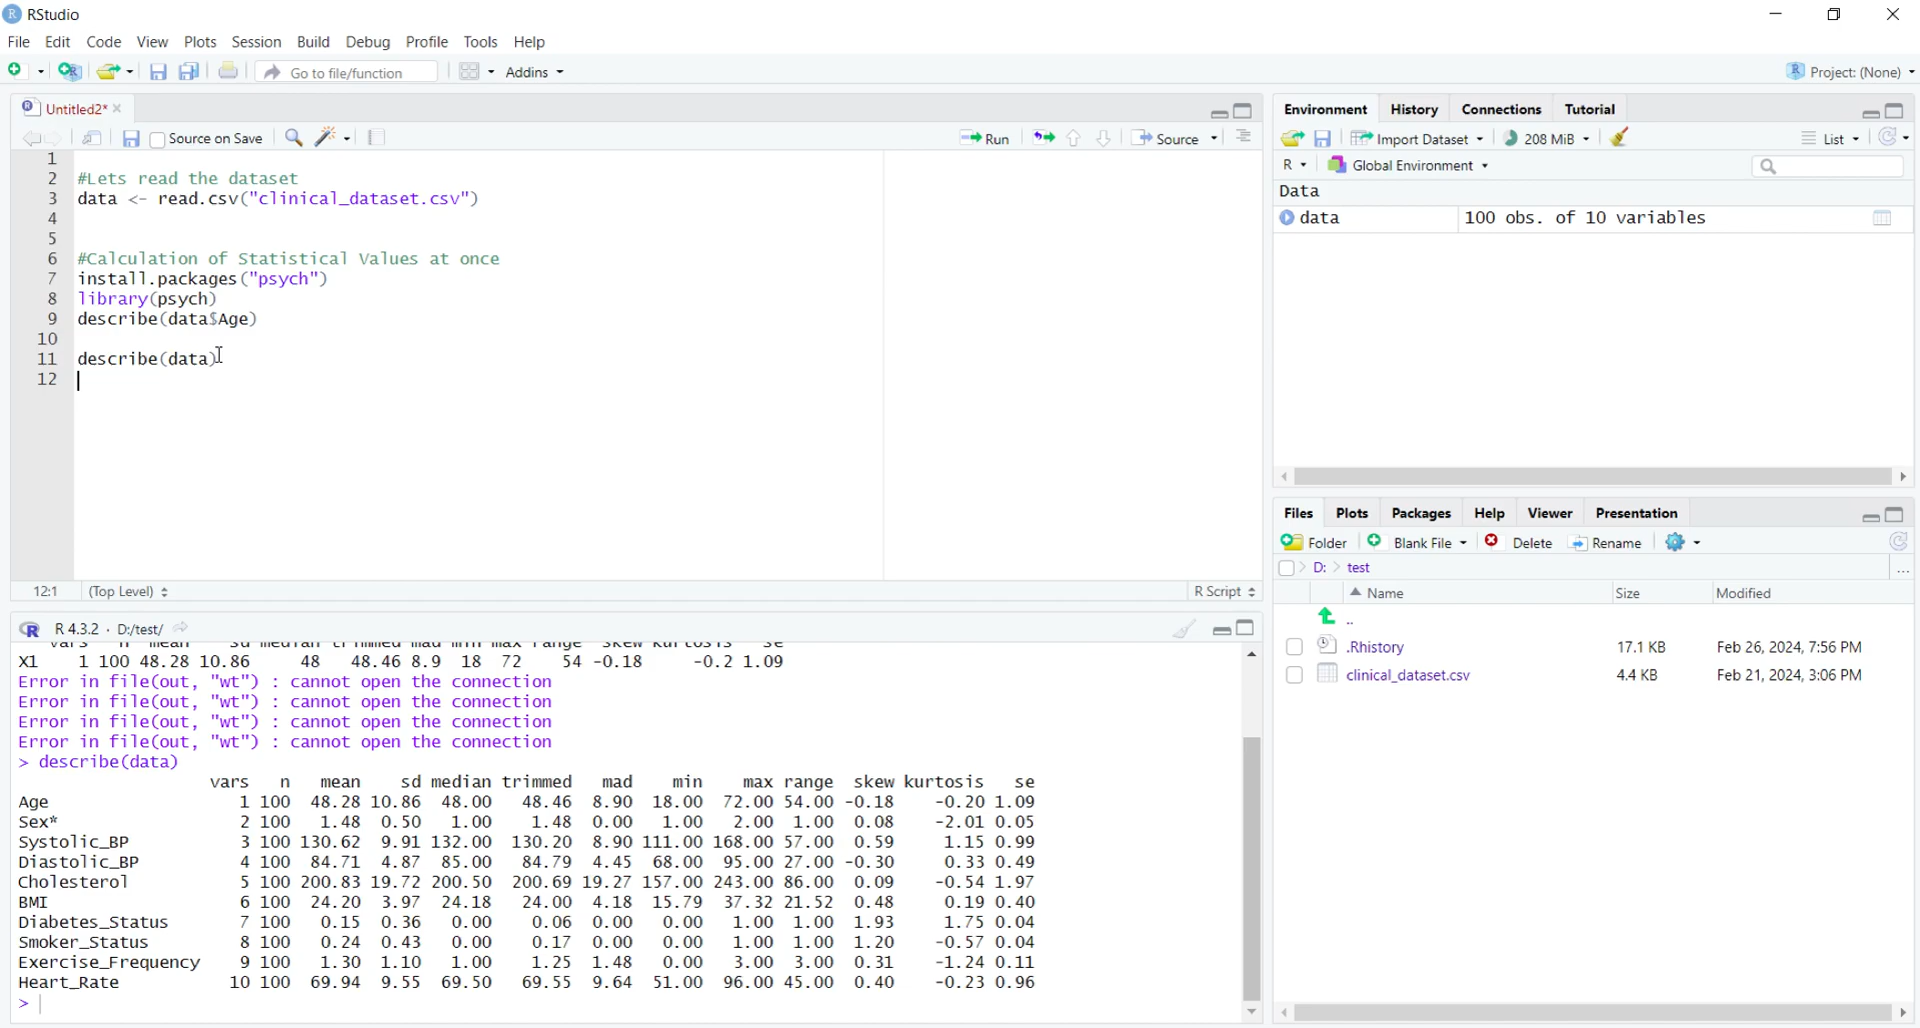 RStudio
File Edit Code View Plots Session Build Debug Profile Tools Help
Go to file/function Addins Project: (None)
Untitled2*
Source on Save Run Source
1
2 #Lets read the dataset
3 data <- read.csv("clinical_dataset.csv")
4
5
6 #Calculation of Statistical Values at once
7 install.packages("psych")
8 library(psych)
9 describe(data$Age)
10
11 describe(data)
12
12:1 (Top Level) R Script
R 4.3.2 · D:/test/
vars n mean sd median trimmed mad min max range skew kurtosis se
X1 1 100 48.28 10.86 48 48.46 8.9 18 72 54 -0.18 -0.2 1.09
Error in file(out, "wt") : cannot open the connection
Error in file(out, "wt") : cannot open the connection
Error in file(out, "wt") : cannot open the connection
Error in file(out, "wt") : cannot open the connection
> describe(data)
vars n mean sd median trimmed mad min max range skew kurtosis se
Age 1 100 48.28 10.86 48.00 48.46 8.90 18.00 72.00 54.00 -0.18 -0.20 1.09
Sex* 2 100 1.48 0.50 1.00 1.48 0.00 1.00 2.00 1.00 0.08 -2.01 0.05
Systolic_BP 3 100 130.62 9.91 132.00 130.20 8.90 111.00 168.00 57.00 0.59 1.15 0.99
Diastolic_BP 4 100 84.71 4.87 85.00 84.79 4.45 68.00 95.00 27.00 -0.30 0.33 0.49
Cholesterol 5 100 200.83 19.72 200.50 200.69 19.27 157.00 243.00 86.00 0.09 -0.54 1.97
BMI 6 100 24.20 3.97 24.18 24.00 4.18 15.79 37.32 21.52 0.48 0.19 0.40
Diabetes_Status 7 100 0.15 0.36 0.00 0.06 0.00 0.00 1.00 1.00 1.93 1.75 0.04
Smoker_Status 8 100 0.24 0.43 0.00 0.17 0.00 0.00 1.00 1.00 1.20 -0.57 0.04
Exercise_Frequency 9 100 1.30 1.10 1.00 1.25 1.48 0.00 3.00 3.00 0.31 -1.24 0.11
Heart_Rate 10 100 69.94 9.55 69.50 69.55 9.64 51.00 96.00 45.00 0.40 -0.23 0.96
>
Environment History Connections Tutorial
Import Dataset 208 MiB List
R Global Environment
Data
data 100 obs. of 10 variables
Files Plots Packages Help Viewer Presentation
Folder Blank File Delete Rename
D: > test ...
Name Size Modified
..
.Rhistory 17.1 KB Feb 26, 2024, 7:56 PM
clinical_dataset.csv 4.4 KB Feb 21, 2024, 3:06 PM